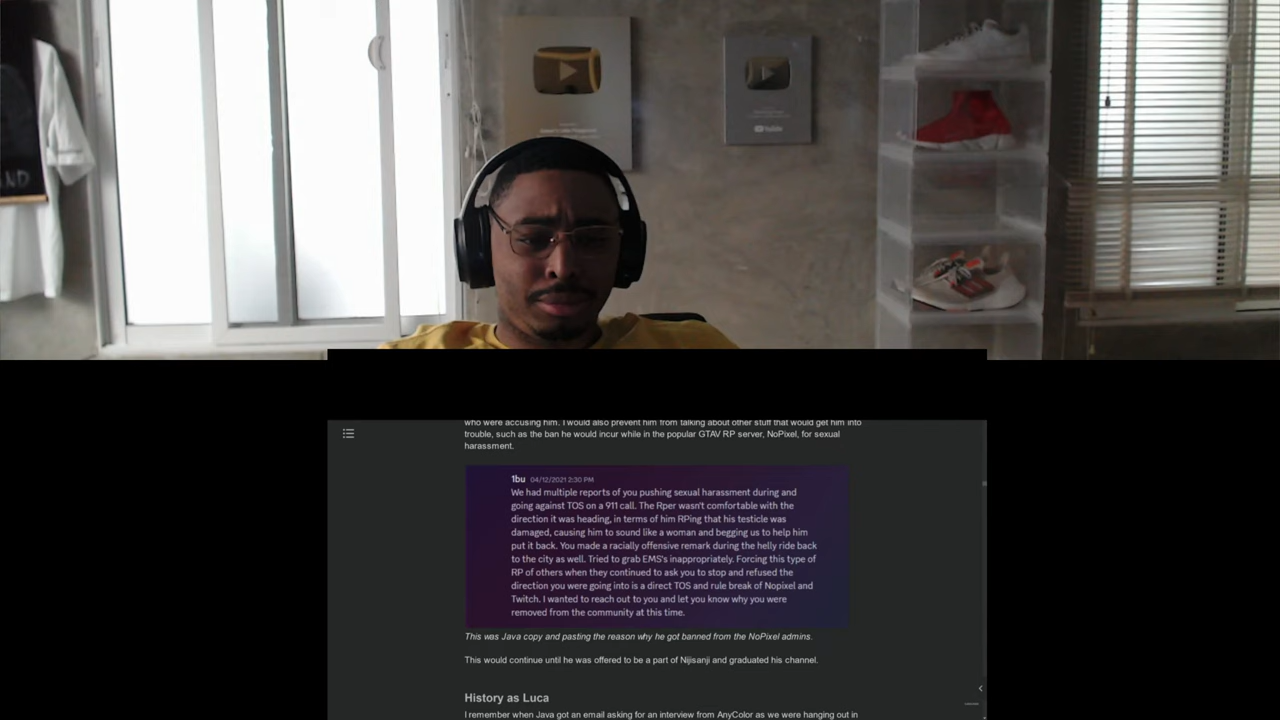 ND
YouTube
who were accusing him. I would also prevent him from talking about other stuff that would get him into
trouble, such as the ban he would incur while in the popular GTAV RP server, NoPixel, for sexual
harassment.
1bu 04/12/2021 2:30 PM
We had multiple reports of you pushing sexual harassment during and
going against TOS on a 911 call. The Rper wasn't comfortable with the
direction it was heading, in terms of him RPing that his testicle was
damaged, causing him to sound like a woman and begging us to help him
put it back. You made a racially offensive remark during the helly ride back
to the city as well. Tried to grab EMS's inappropriately. Forcing this type of
RP of others when they continued to ask you to stop and refused the
direction you were going into is a direct TOS and rule break of Nopixel and
Twitch. I wanted to reach out to you and let you know why you were
removed from the community at this time.
This was Java copy and pasting the reason why he got banned from the NoPixel admins.
This would continue until he was offered to be a part of Nijisanji and graduated his channel.
History as Luca
I remember when Java got an email asking for an interview from AnyColor as we were hanging out in